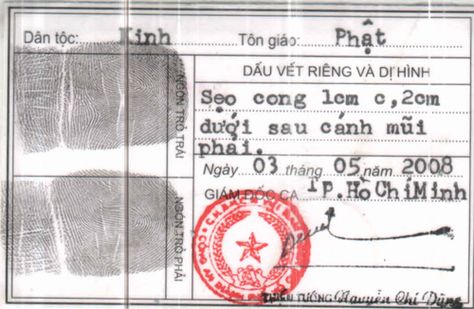 Dân tộc: Kinh Tôn giáo: Phật
NGÓN TRỎ TRÁI
NGÓN TRỎ PHẢI
DẤU VẾT RIÊNG VÀ DỊ HÌNH
Sẹo cong 1cm c,2cm
dưới sau cánh mũi
phải.
Ngày 03 tháng 05 năm 2008
GIÁM ĐỐC CA TP.Hồ Chí Minh
THIẾU TƯỚNG Nguyễn Chí Dũng